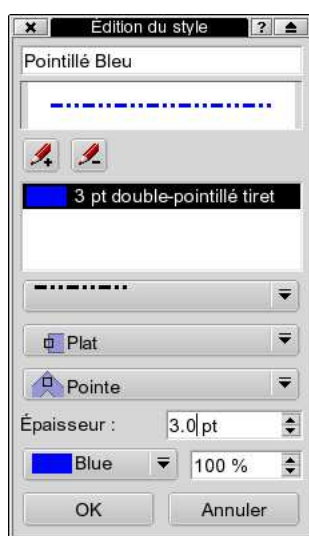 Édition du style ?
Pointillé Bleu
3 pt double-pointillé tiret
Plat
Pointe
Épaisseur : 3.0 pt
Blue 100 %
OK Annuler